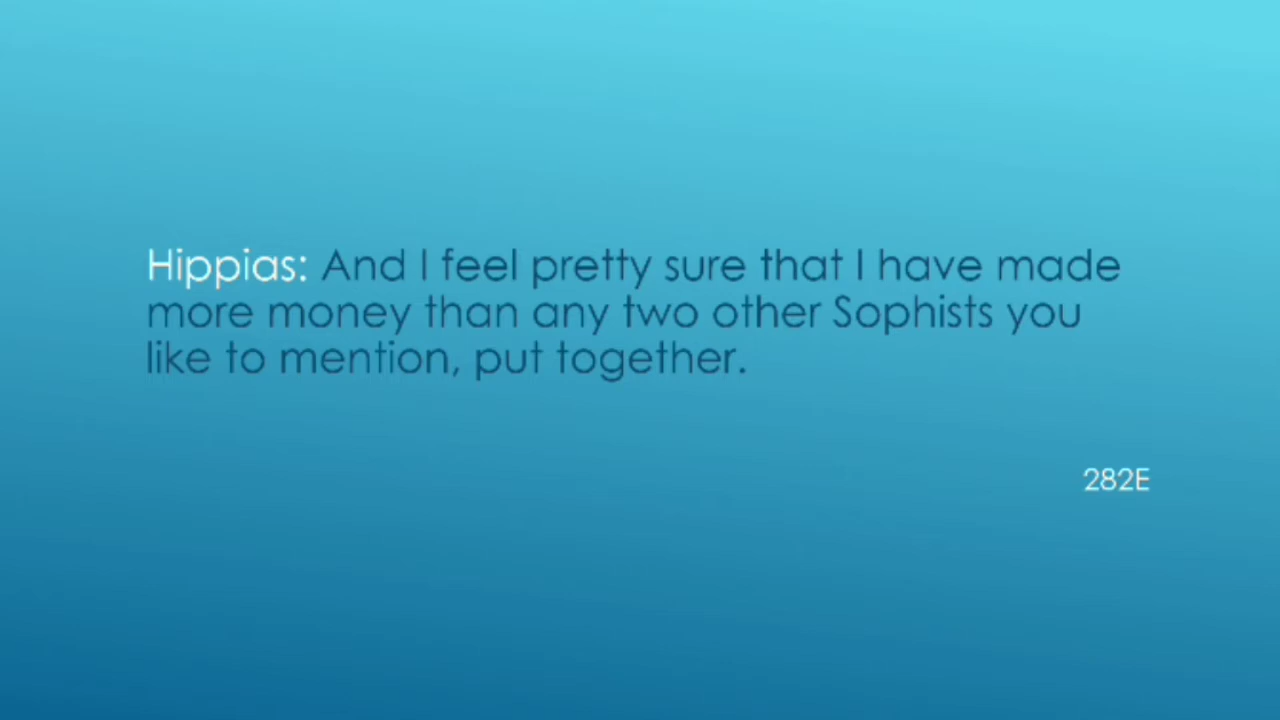 Hippias: And I feel pretty sure that I have made
more money than any two other Sophists you
like to mention, put together.
282E